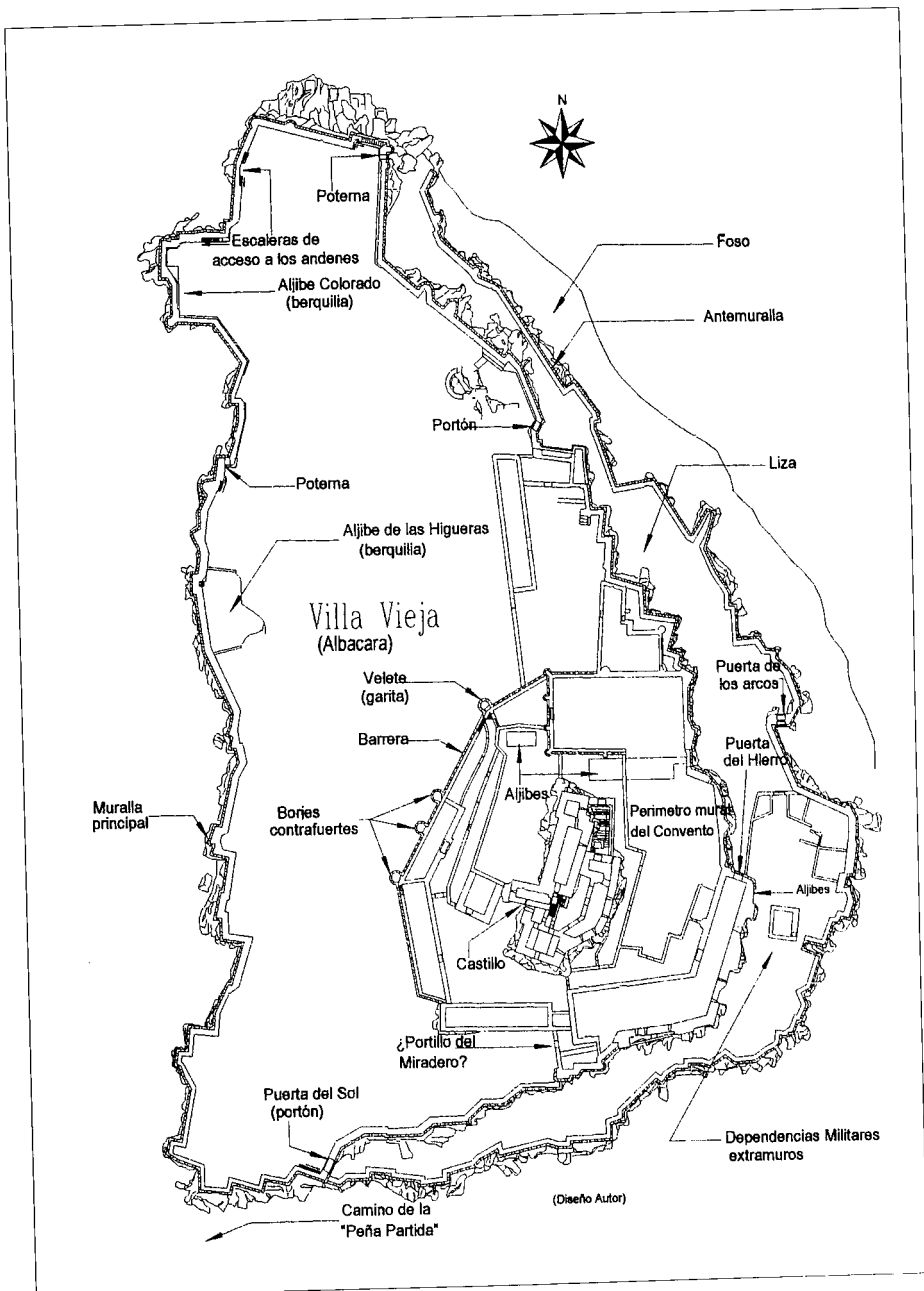 N
Poterna
Foso
Escaleras de
acceso a los andenes
Aljibe Colorado
(berquilia)
Antemuralla
Portón
Liza
Poterna
Aljibe de las Higueras
(berquilla)
Villa Vieja
(Albacara)
Velete
(garita)
Puerta de
los arcos
Barrera
Puerta
del Hierro
Muralla
principal
Borjes
contrafuertes
Aljibes
Perimetro mural
del Convento
Aljibes
Castillo
¿Portillo del
Miradero?
Puerta del Sol
(portón)
Dependencias Militares
extramuros
(Diseño Autor)
Camino de la
"Peña Partida"